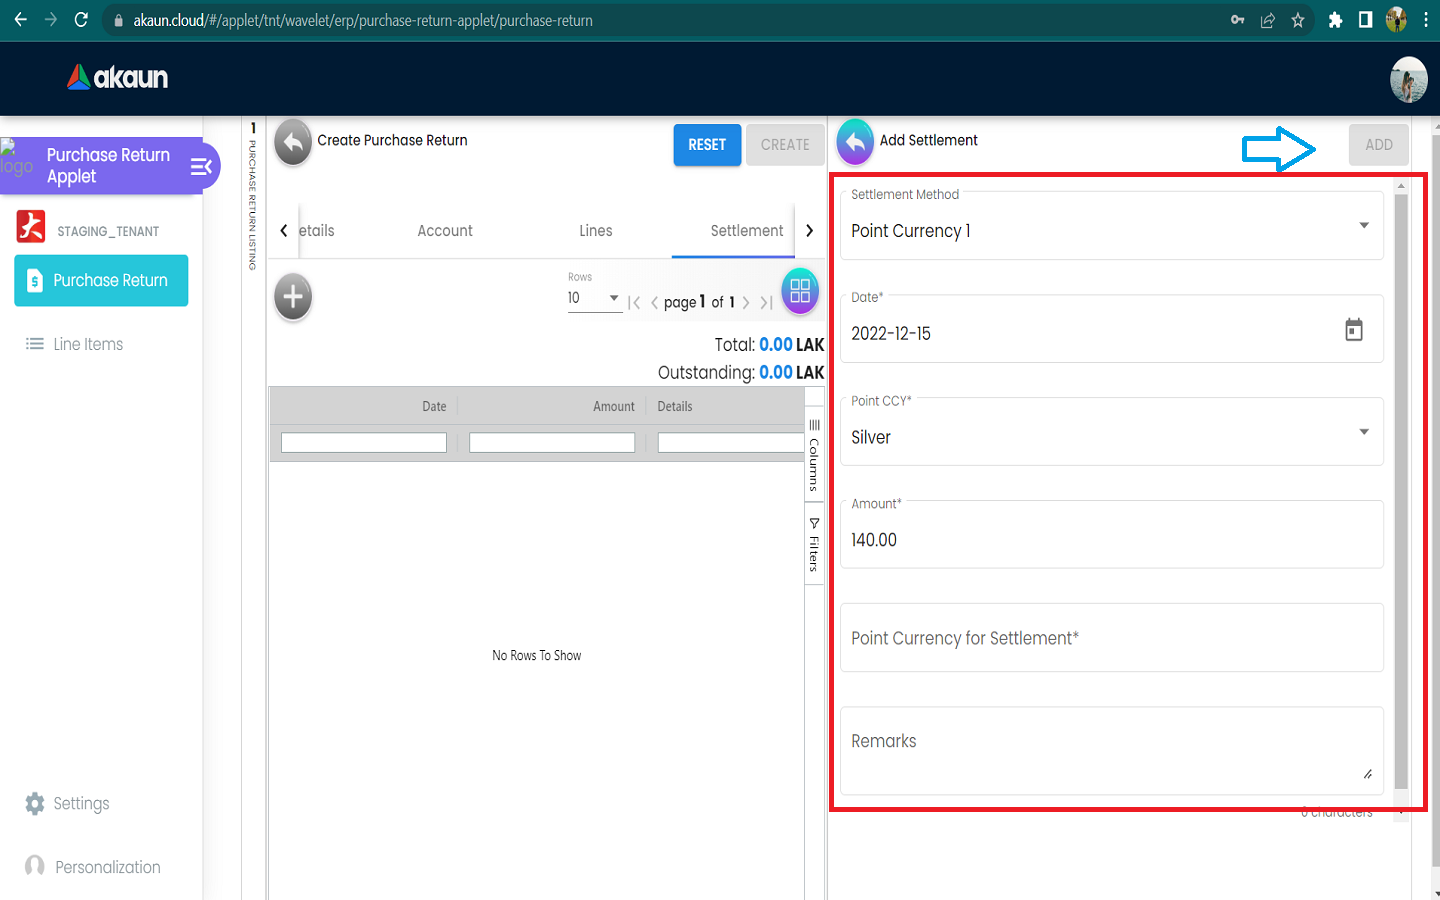 akaun.cloud/#/applet/tnt/wavelet/erp/purchase-return-applet/purchase-return
akaun
logo
Purchase Return
Applet
STAGING_TENANT
Purchase Return
Line Items
Settings
Personalization
1 PURCHASE RETURN LISTING
Create Purchase Return
RESET
CREATE
etails
Account
Lines
Settlement
Rows
10
page 1 of 1
Total: 0.00 LAK
Outstanding: 0.00 LAK
Date
Amount
Details
Columns
Filters
No Rows To Show
Add Settlement
ADD
Settlement Method
Point Currency 1
Date*
2022-12-15
Point CCY*
Silver
Amount*
140.00
Point Currency for Settlement*
Remarks
0 characters